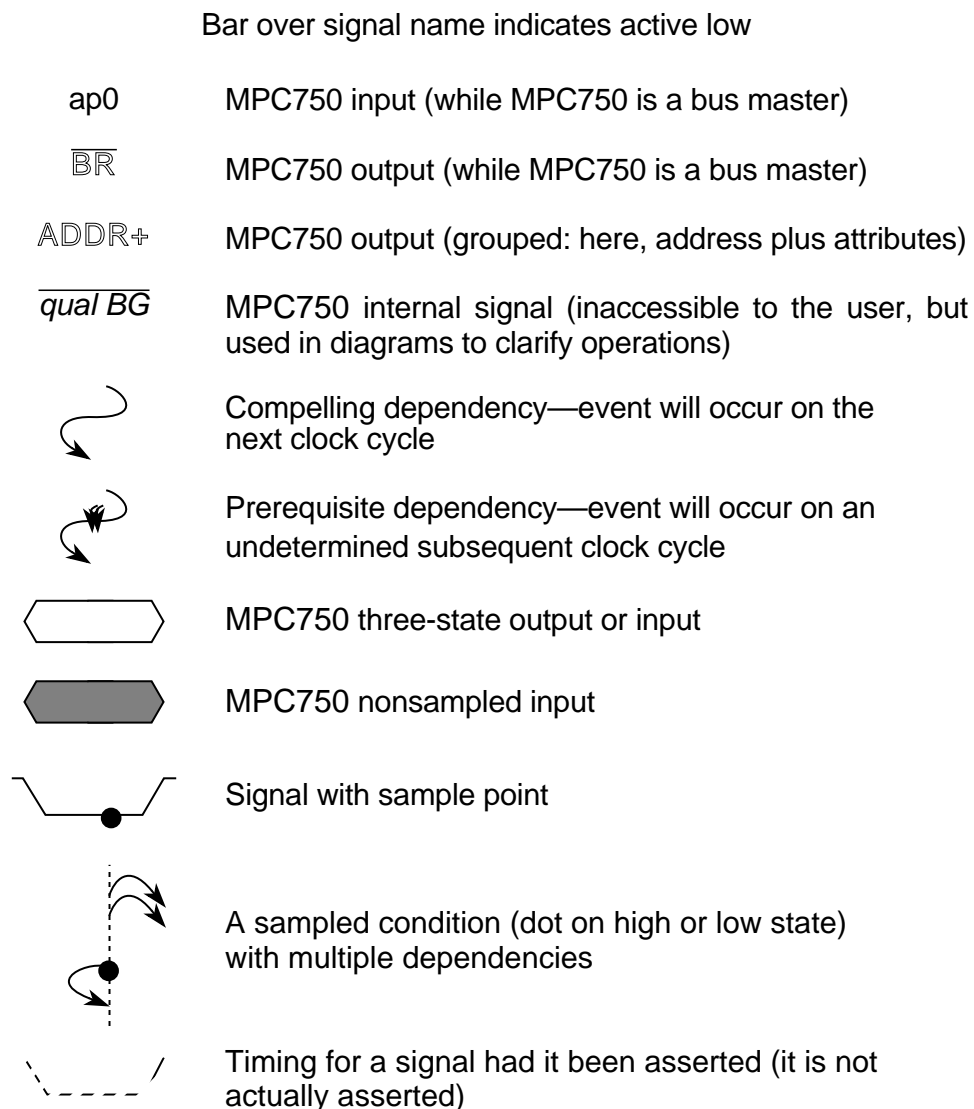 Bar over signal name indicates active low
ap0 MPC750 input (while MPC750 is a bus master)
B̅R̅ MPC750 output (while MPC750 is a bus master)
ADDR+ MPC750 output (grouped: here, address plus attributes)
q̅u̅a̅l̅ ̅B̅G̅ MPC750 internal signal (inaccessible to the user, but
used in diagrams to clarify operations)
Compelling dependency—event will occur on the
next clock cycle
Prerequisite dependency—event will occur on an
undetermined subsequent clock cycle
MPC750 three-state output or input
MPC750 nonsampled input
Signal with sample point
A sampled condition (dot on high or low state)
with multiple dependencies
Timing for a signal had it been asserted (it is not
actually asserted)